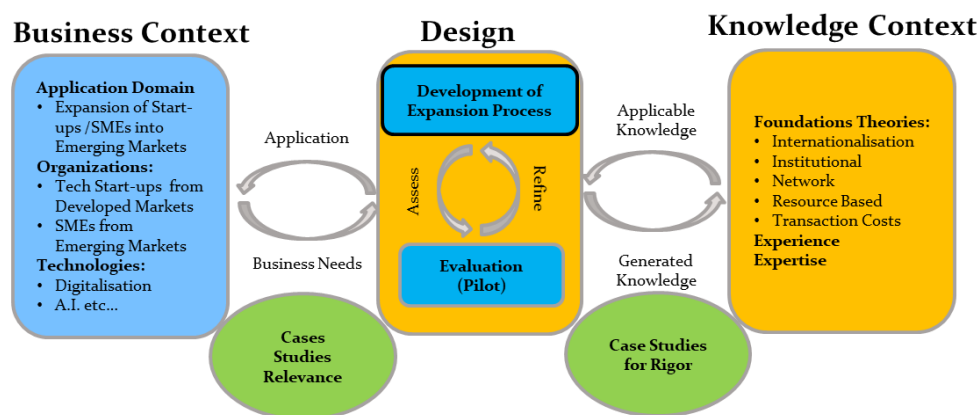 Business Context
Application Domain
• Expansion of Start-
ups /SMEs into
Emerging Markets
Organizations:
• Tech Start-ups from
Developed Markets
• SMEs from
Emerging Markets
Technologies:
• Digitalisation
• A.I. etc...
Application
Business Needs
Cases
Studies
Relevance
Design
Development of
Expansion Process
Assess
Refine
Evaluation
(Pilot)
Applicable
Knowledge
Generated
Knowledge
Case Studies
for Rigor
Knowledge Context
Foundations Theories:
• Internationalisation
• Institutional
• Network
• Resource Based
• Transaction Costs
Experience
Expertise